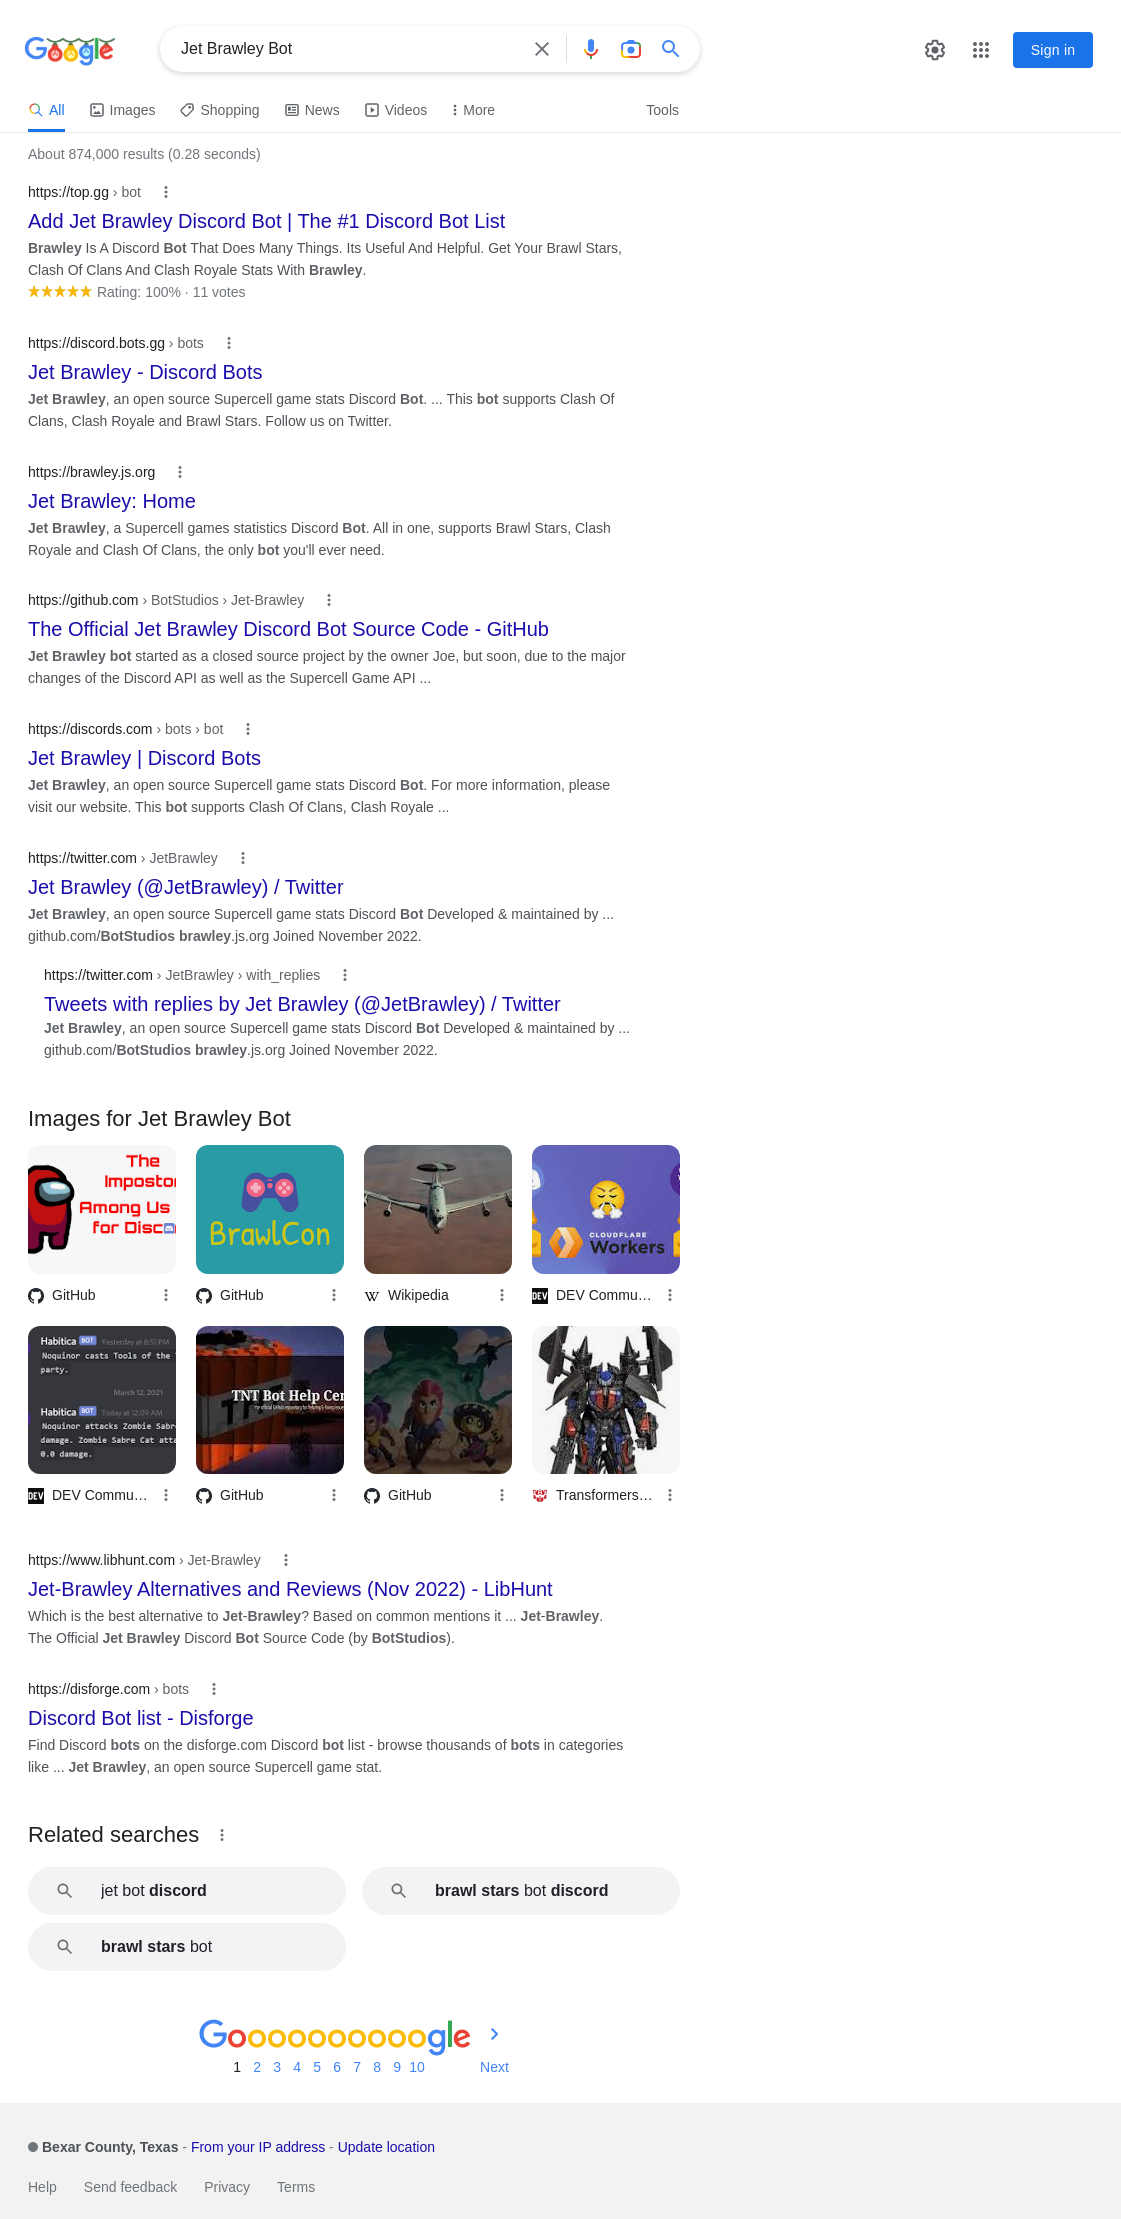 Google
Jet Brawley Bot
Sign in
All
Images
Shopping
News
Videos
More
Tools
About 874,000 results (0.28 seconds)
https://top.gg › bot
Add Jet Brawley Discord Bot | The #1 Discord Bot List
Brawley Is A Discord Bot That Does Many Things. Its Useful And Helpful. Get Your Brawl Stars,
Clash Of Clans And Clash Royale Stats With Brawley.
Rating: 100% · 11 votes
https://discord.bots.gg › bots
Jet Brawley - Discord Bots
Jet Brawley, an open source Supercell game stats Discord Bot. ... This bot supports Clash Of
Clans, Clash Royale and Brawl Stars. Follow us on Twitter.
https://brawley.js.org
Jet Brawley: Home
Jet Brawley, a Supercell games statistics Discord Bot. All in one, supports Brawl Stars, Clash
Royale and Clash Of Clans, the only bot you'll ever need.
https://github.com › BotStudios › Jet-Brawley
The Official Jet Brawley Discord Bot Source Code - GitHub
Jet Brawley bot started as a closed source project by the owner Joe, but soon, due to the major
changes of the Discord API as well as the Supercell Game API ...
https://discords.com › bots › bot
Jet Brawley | Discord Bots
Jet Brawley, an open source Supercell game stats Discord Bot. For more information, please
visit our website. This bot supports Clash Of Clans, Clash Royale ...
https://twitter.com › JetBrawley
Jet Brawley (@JetBrawley) / Twitter
Jet Brawley, an open source Supercell game stats Discord Bot Developed & maintained by ...
github.com/BotStudios brawley.js.org Joined November 2022.
https://twitter.com › JetBrawley › with_replies
Tweets with replies by Jet Brawley (@JetBrawley) / Twitter
Jet Brawley, an open source Supercell game stats Discord Bot Developed & maintained by ...
github.com/BotStudios brawley.js.org Joined November 2022.
Images for Jet Brawley Bot
The
Impostor
Among Us
for Disc
BrawlCon
CLOUDFLARE
Workers
GitHub
GitHub
W Wikipedia
DEV DEV Commu...
Habitica BOT Yesterday at 8:51 PM
Noquinor casts Tools of the
party.
March 12, 2021
Habitica BOT Today at 12:09 AM
Noquinor attacks Zombie Sabr
damage. Zombie Sabre Cat atta
0.0 damage.
TNT Bot Help Cen
DEV DEV Commu...
GitHub
GitHub
Transformers...
https://www.libhunt.com › Jet-Brawley
Jet-Brawley Alternatives and Reviews (Nov 2022) - LibHunt
Which is the best alternative to Jet-Brawley? Based on common mentions it ... Jet-Brawley.
The Official Jet Brawley Discord Bot Source Code (by BotStudios).
https://disforge.com › bots
Discord Bot list - Disforge
Find Discord bots on the disforge.com Discord bot list - browse thousands of bots in categories
like ... Jet Brawley, an open source Supercell game stat.
Related searches
jet bot discord
brawl stars bot discord
brawl stars bot
Goooooooooogle
1 2 3 4 5 6 7 8 9 10 Next
Bexar County, Texas - From your IP address - Update location
Help Send feedback Privacy Terms